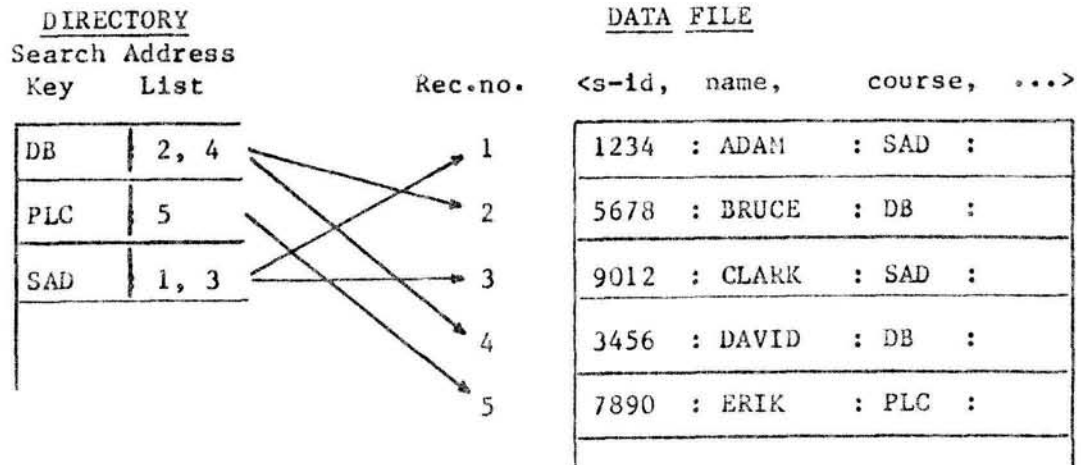 DIRECTORY
Search Address
Key List
DB 2, 4
PLC 5
SAD 1, 3
Rec.no.
1
2
3
4
5
DATA FILE
<s-id, name, course, ...>
1234 : ADAM : SAD :
5678 : BRUCE : DB :
9012 : CLARK : SAD :
3456 : DAVID : DB :
7890 : ERIK : PLC :